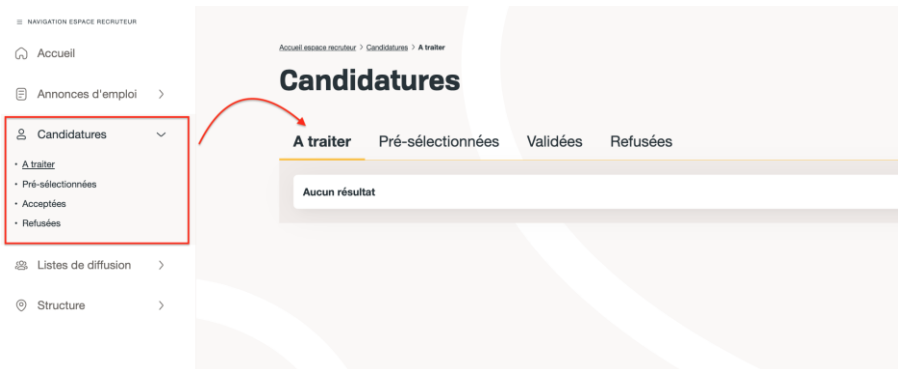 NAVIGATION ESPACE RECRUTEUR
Accueil
Annonces d'emploi
Candidatures
A traiter
Pré-sélectionnées
Acceptées
Refusées
Listes de diffusion
Structure
Accueil espace recruteur > Candidatures > A traiter
Candidatures
A traiter Pré-sélectionnées Validées Refusées
Aucun résultat